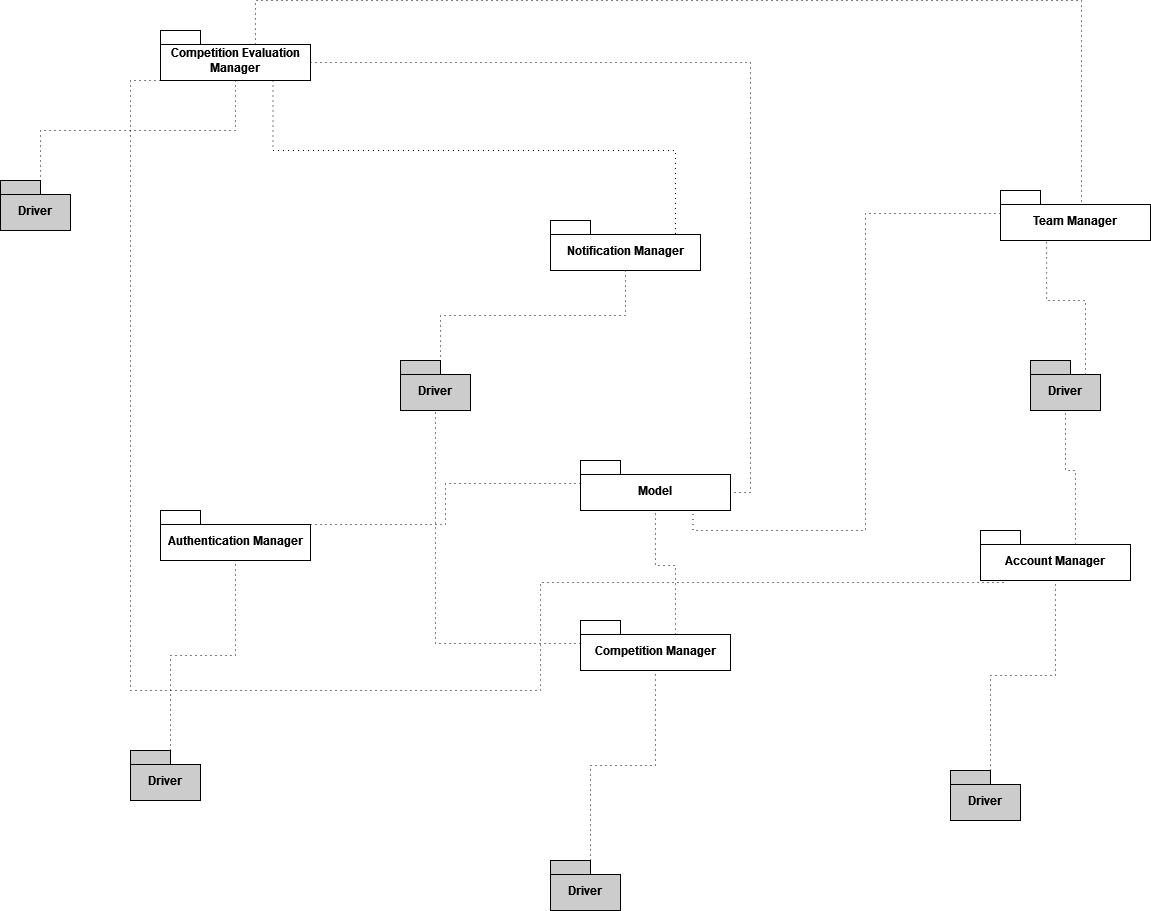 Competition Evaluation
Manager
Driver
Team Manager
Notification Manager
Driver
Driver
Model
Authentication Manager
Account Manager
Competition Manager
Driver
Driver
Driver